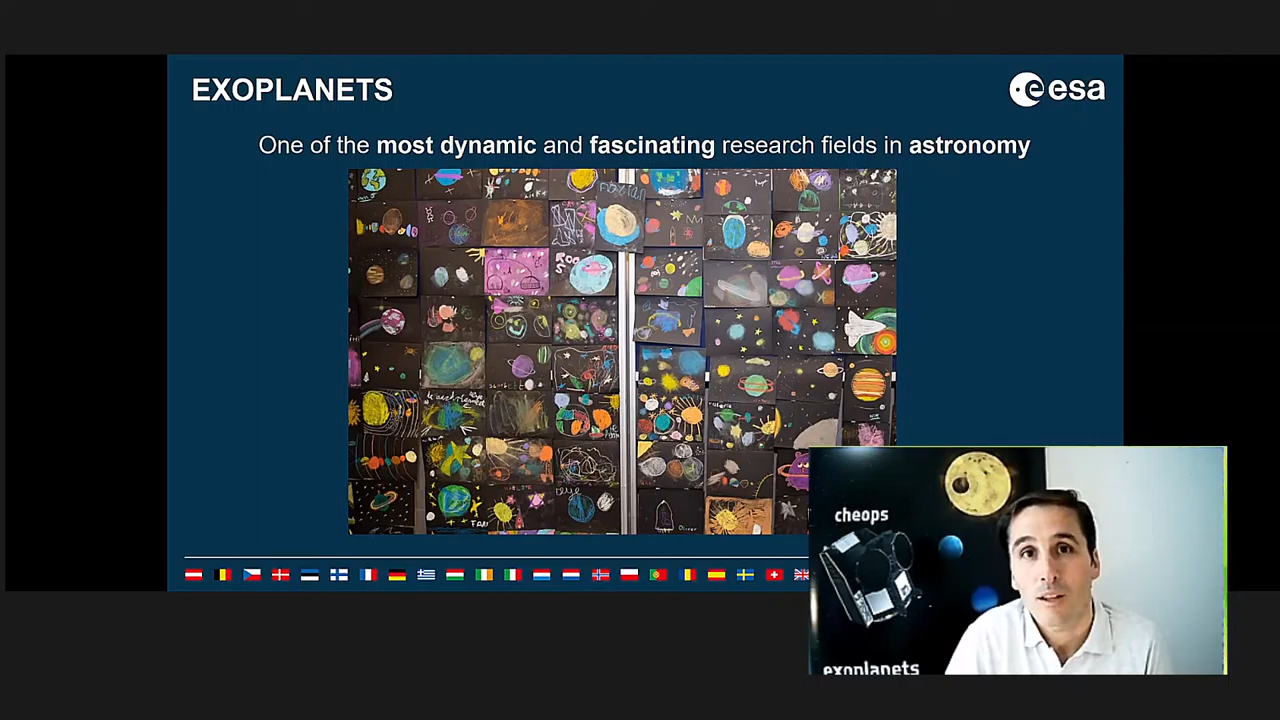 EXOPLANETS
esa
One of the most dynamic and fascinating research fields in astronomy
cheops
exoplanets